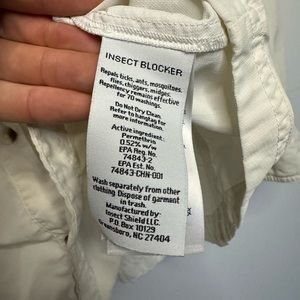 INSECT BLOCKER
Repels ticks, ants, mosquitoes,
flies, chiggers, midges.
Repellency remains effective
for 70 washings.
Do Not Dry Clean.
Refer to hangtag for
more information.
Active ingredient:
Permethrin
0.52% w/w
EPA Reg. No.
74843-2
EPA Est. No.
74843-CHN-001
Wash separately from other
clothing. Dispose of garment
in trash.
Manufactured by:
Insect Shield LLC.
P.O. Box 10129
Greensboro, NC 27404